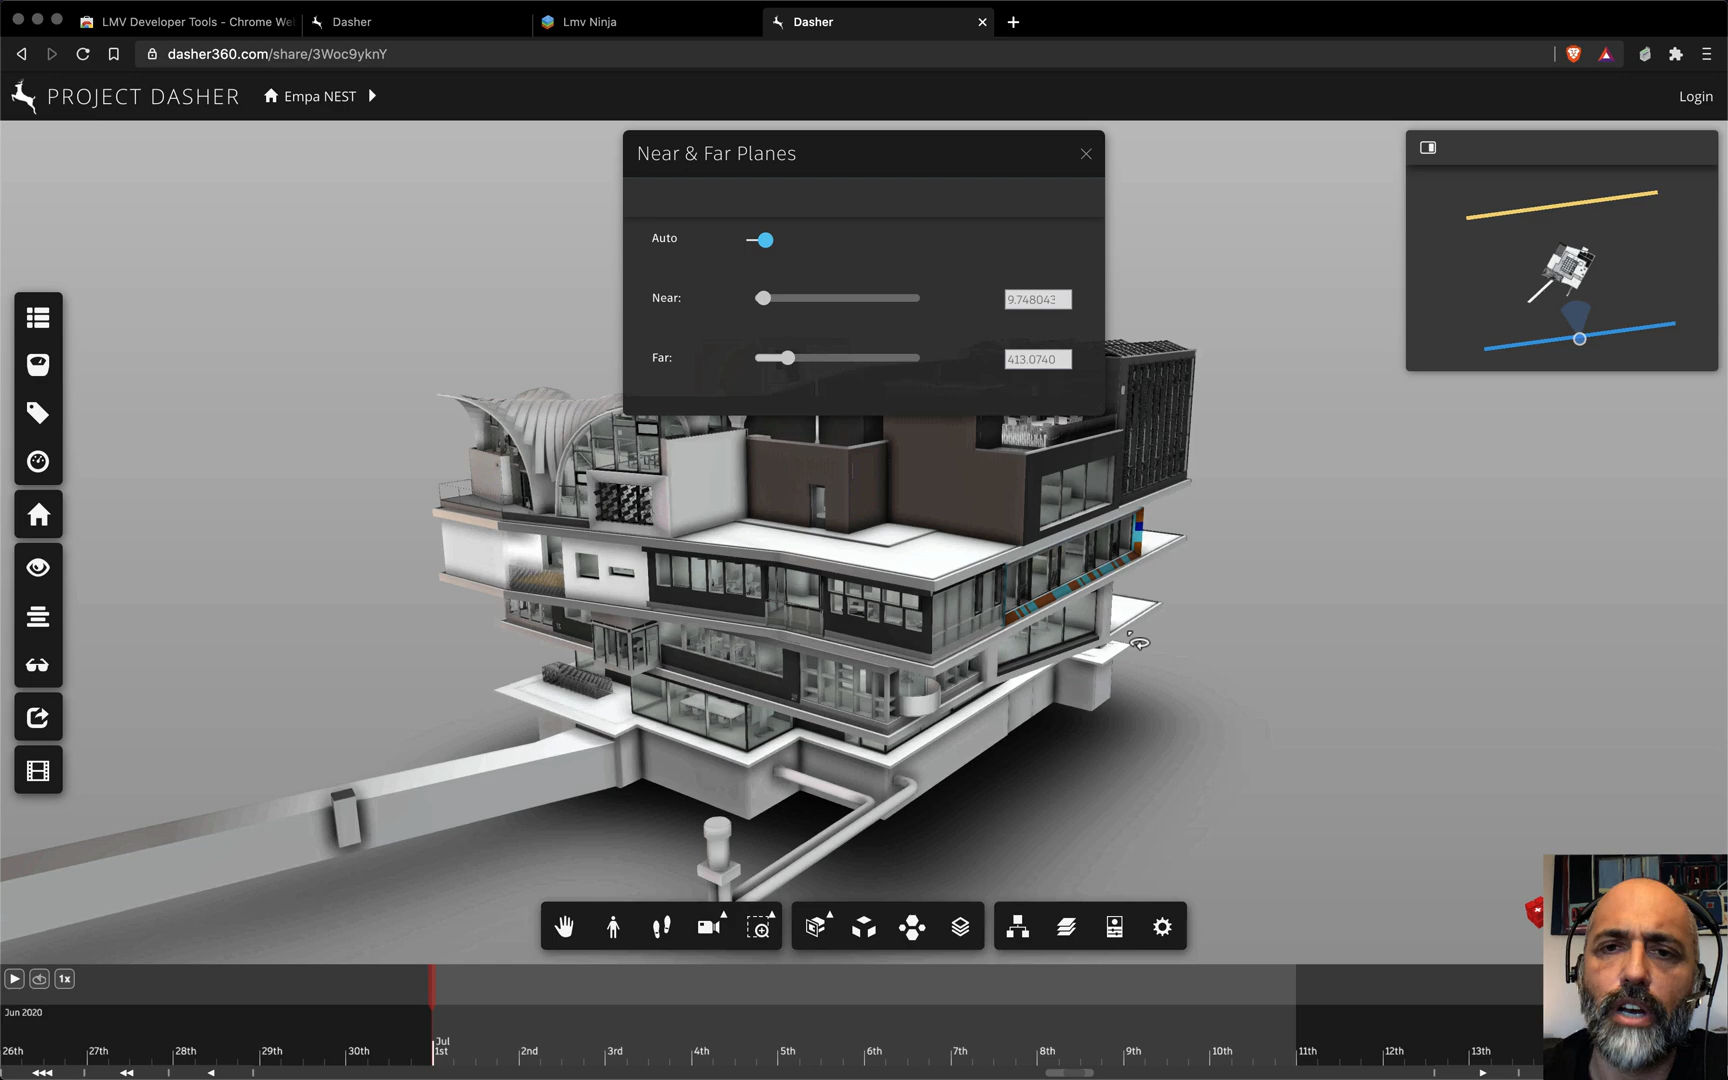 LMV Developer Tools - Chrome We
Dasher
Lmv Ninja
Dasher
dasher360.com/share/3Woc9yknY
PROJECT DASHER
Empa NEST
Login
Near & Far Planes
Auto
Near:
9.748043
Far:
413.0740
1x
Jun 2020
Jul
26th
27th
28th
29th
30th
1st
2nd
3rd
4th
5th
6th
7th
8th
9th
10th
11th
12th
13th